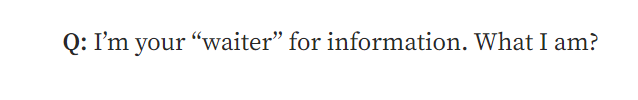 Q: I’m your “waiter” for information. What I am?